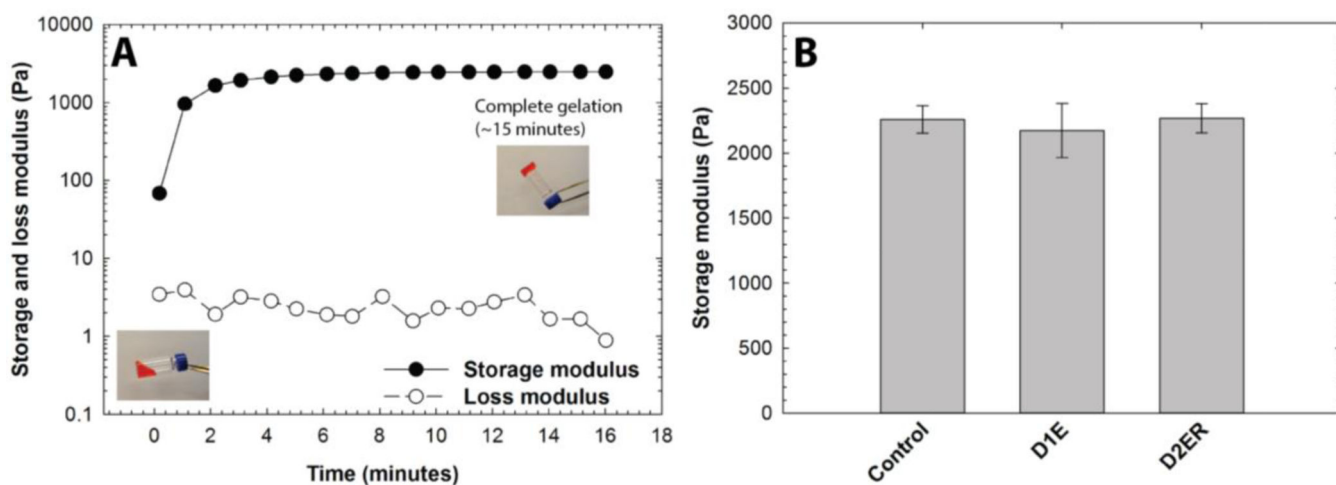 A
Storage and loss modulus (Pa)
10000
1000
100
10
1
0.1
Complete gelation
(~15 minutes)
Storage modulus
Loss modulus
0 2 4 6 8 10 12 14 16 18
Time (minutes)
B
Storage modulus (Pa)
3000
2500
2000
1500
1000
500
0
Control
D1E
D2ER